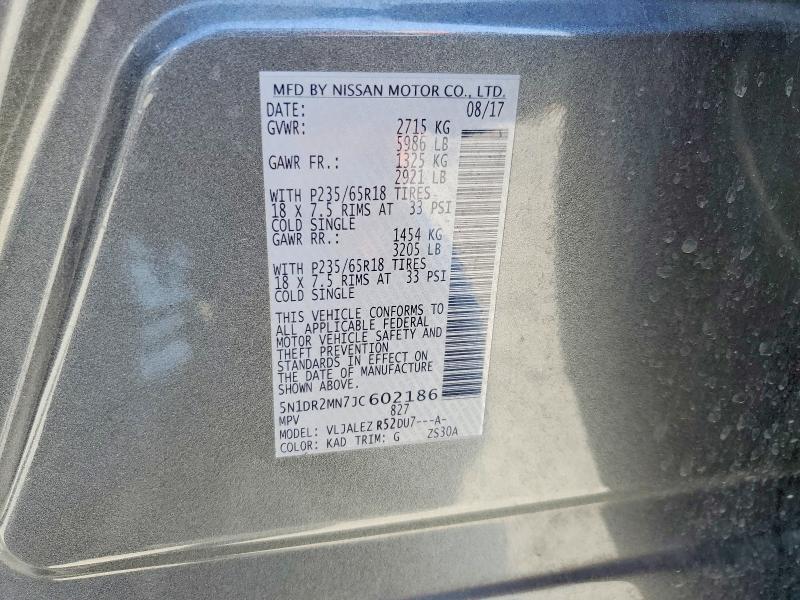 MFD BY NISSAN MOTOR CO., LTD.
DATE: 08/17
GVWR: 2715 KG
5986 LB
GAWR FR.: 1325 KG
2921 LB
WITH P235/65R18 TIRES
18 X 7.5 RIMS AT 33 PSI
COLD SINGLE
GAWR RR.: 1454 KG
3205 LB
WITH P235/65R18 TIRES
18 X 7.5 RIMS AT 33 PSI
COLD SINGLE
THIS VEHICLE CONFORMS TO
ALL APPLICABLE FEDERAL
MOTOR VEHICLE SAFETY AND
THEFT PREVENTION
STANDARDS IN EFFECT ON
THE DATE OF MANUFACTURE
SHOWN ABOVE.
5N1DR2MN7JC602186
MPV 827
MODEL: VLJALEZ R52DU7---A-
COLOR: KAD TRIM: G ZS30A